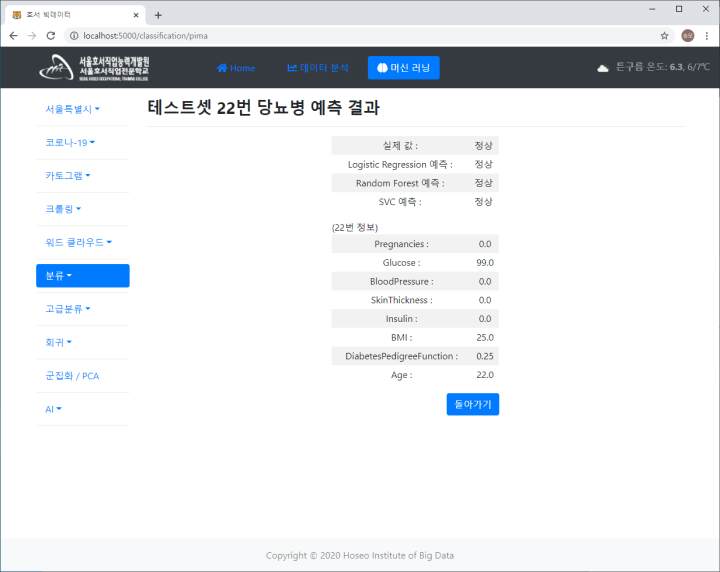 호서 빅데이터
localhost:5000/classification/pima
서울호서직업능력개발원
서울호서직업전문학교
SEOUL HOSEO OCCUPATIONAL TRAINING COLLEGE
Home
데이터 분석
머신 러닝
튼구름 온도: 6.3, 6/7℃
서울특별시
코로나-19
카토그램
크롤링
워드 클라우드
분류
고급분류
회귀
군집화 / PCA
AI
테스트셋 22번 당뇨병 예측 결과
실제 값 : 정상
Logistic Regression 예측 : 정상
Random Forest 예측 : 정상
SVC 예측 : 정상
(22번 정보)
Pregnancies : 0.0
Glucose : 99.0
BloodPressure : 0.0
SkinThickness : 0.0
Insulin : 0.0
BMI : 25.0
DiabetesPedigreeFunction : 0.25
Age : 22.0
돌아가기
Copyright © 2020 Hoseo Institute of Big Data